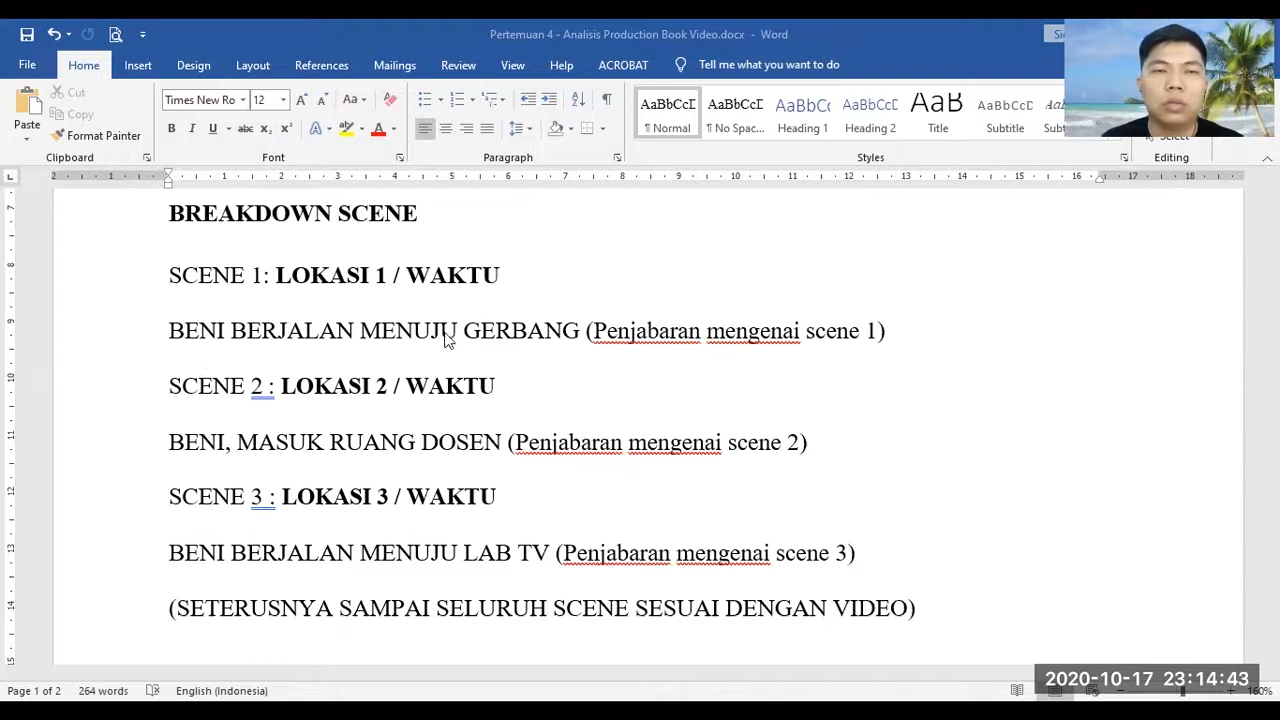 Pertemuan 4 - Analisis Production Book Video.docx - Word
File Home Insert Design Layout References Mailings Review View Help ACROBAT Tell me what you want to do
Paste
Cut
Copy
Format Painter
Clipboard
Times New Ro 12
Font
Paragraph
AaBbCcI ¶ Normal
AaBbCcI ¶ No Spac...
AaBbCc Heading 1
AaBbCcI Heading 2
AaB Title
AaBbCcD Subtitle
Styles
Editing
BREAKDOWN SCENE
SCENE 1: LOKASI 1 / WAKTU
BENI BERJALAN MENUJU GERBANG (Penjabaran mengenai scene 1)
SCENE 2 : LOKASI 2 / WAKTU
BENI, MASUK RUANG DOSEN (Penjabaran mengenai scene 2)
SCENE 3 : LOKASI 3 / WAKTU
BENI BERJALAN MENUJU LAB TV (Penjabaran mengenai scene 3)
(SETERUSNYA SAMPAI SELURUH SCENE SESUAI DENGAN VIDEO)
2020-10-17 23:14:43
Page 1 of 2 264 words English (Indonesia) 160%